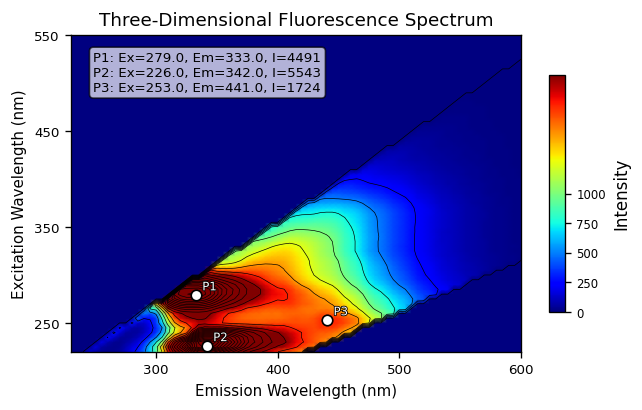 Three-Dimensional Fluorescence Spectrum
P1: Ex=279.0, Em=333.0, I=4491
P2: Ex=226.0, Em=342.0, I=5543
P3: Ex=253.0, Em=441.0, I=1724
550
450
350
250
Excitation Wavelength (nm)
P1
P2
P3
300
400
500
600
Emission Wavelength (nm)
1000
750
500
250
0
Intensity